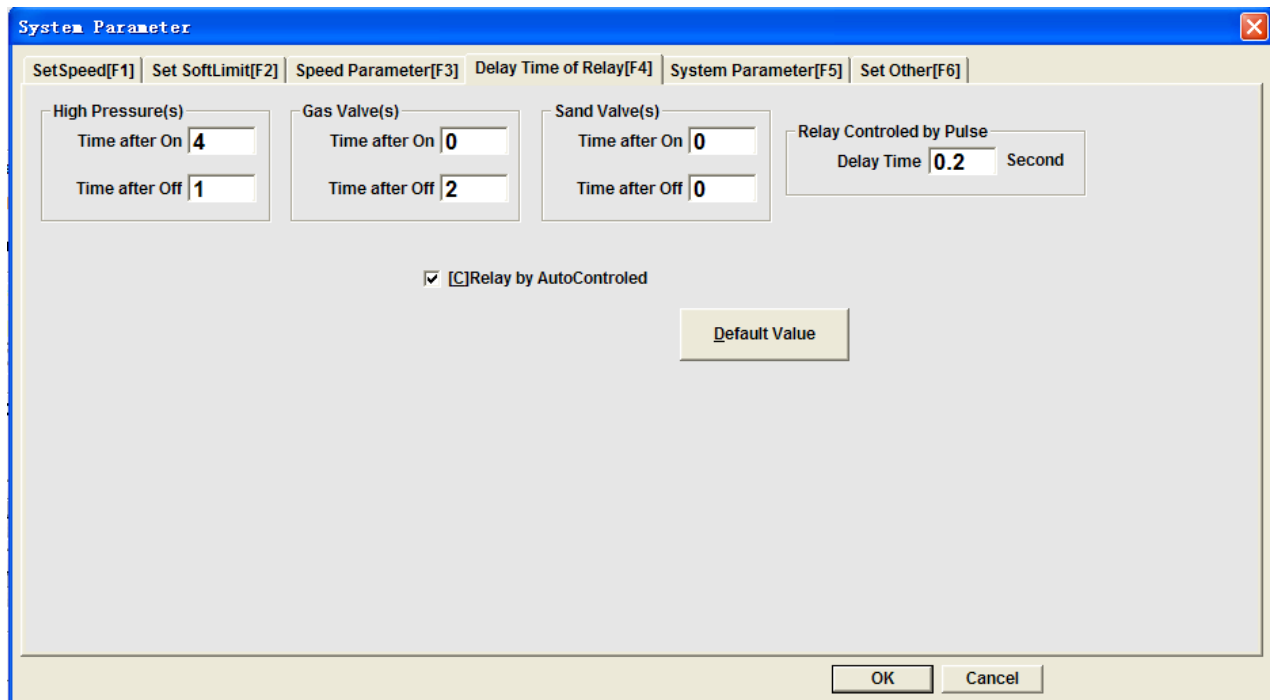 System Parameter
SetSpeed[F1] Set SoftLimit[F2] Speed Parameter[F3] Delay Time of Relay[F4] System Parameter[F5] Set Other[F6]
High Pressure(s) Gas Valve(s) Sand Valve(s)
Relay Controled by Pulse
Time after On 4 Time after On 0 Time after On 0
Delay Time 0.2 Second
Time after Off 1 Time after Off 2 Time after Off 0
[C]Relay by AutoControled
Default Value
OK Cancel